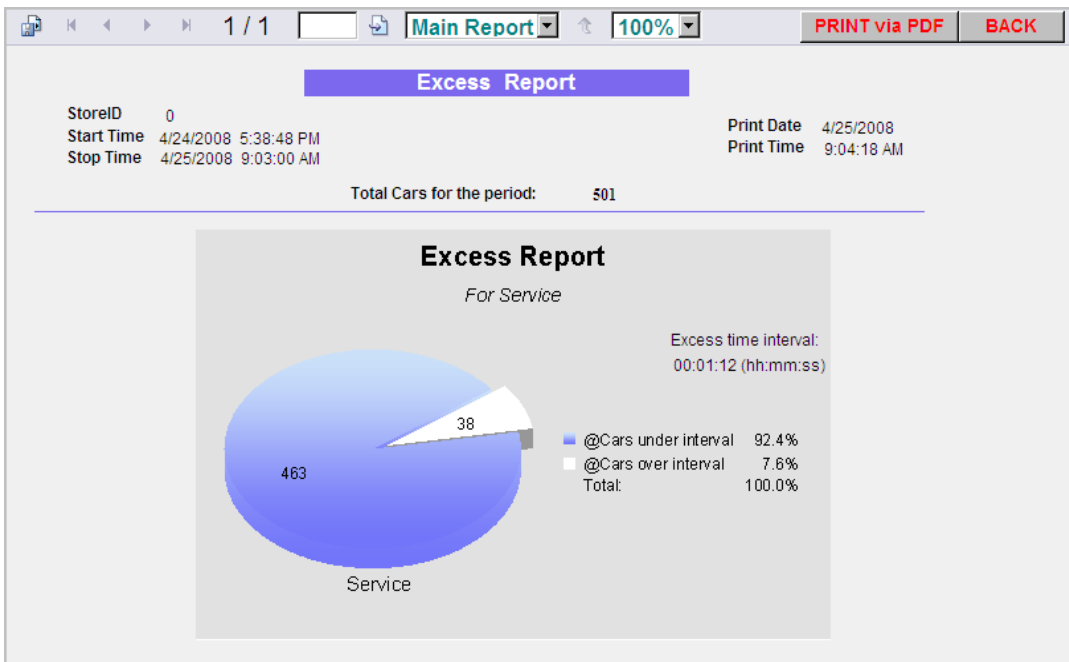 1 / 1 Main Report 100% PRINT via PDF BACK
Excess Report
StoreID 0
Start Time 4/24/2008 5:38:48 PM
Stop Time 4/25/2008 9:03:00 AM
Print Date 4/25/2008
Print Time 9:04:18 AM
Total Cars for the period: 501
Excess Report
For Service
Excess time interval:
00:01:12 (hh:mm:ss)
38
463
@Cars under interval 92.4%
@Cars over interval 7.6%
Total: 100.0%
Service